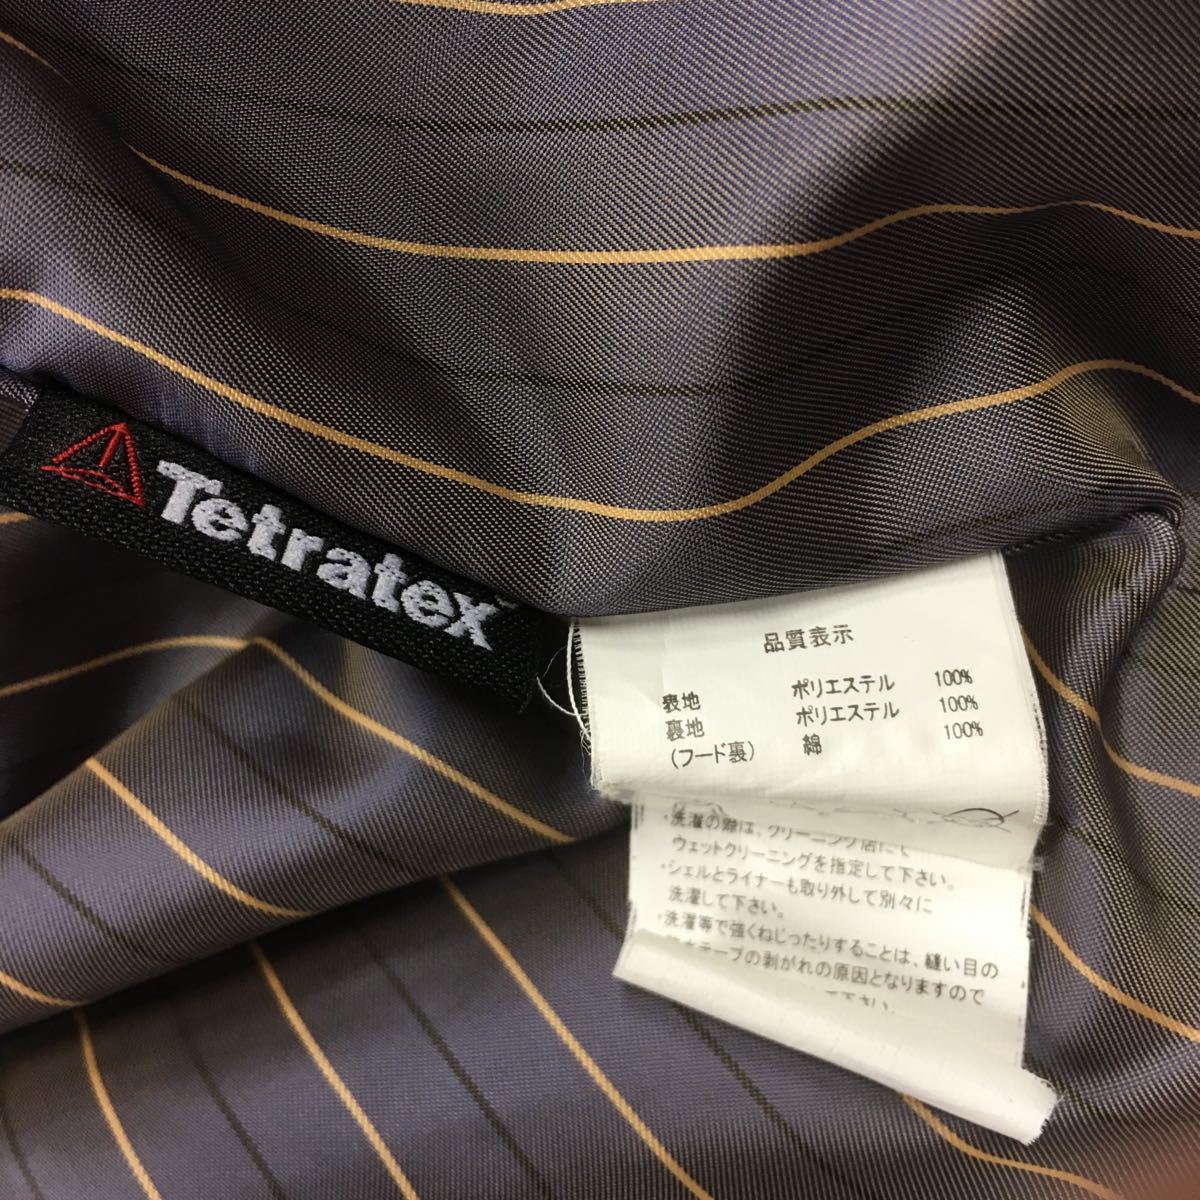 Tetratex
品質表示
表地 ポリエステル 100%
裏地 ポリエステル 100%
(フード裏) 綿 100%
・洗濯の際は、クリーニング店にて
ウェットクリーニングを指定して下さい。
・シェルとライナーも取り外して別々に
洗濯して下さい。
・洗濯等で強くねじったりすることは、縫い目の
テープの剥がれの原因となりますので
下さい。